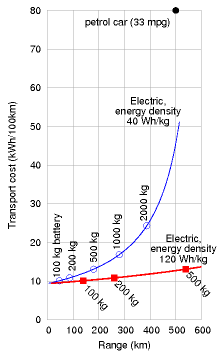 80
petrol car (33 mpg)
70
60
Electric,
energy density
40 Wh/kg
50
40
30
20
10
0
Transport cost (kWh/100km)
100 kg battery
200 kg
500 kg
1000 kg
2000 kg
Electric,
energy density
120 Wh/kg
100 kg
200 kg
500 kg
0 100 200 300 400 500 600
Range (km)